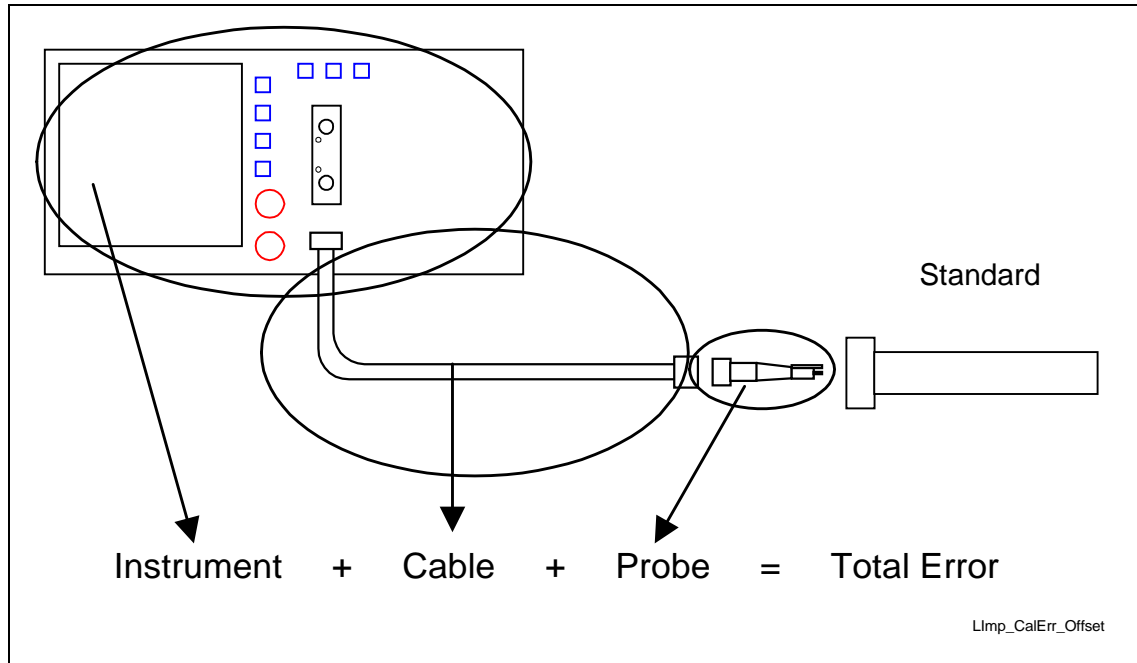 Standard
Instrument + Cable + Probe = Total Error
LImp_CalErr_Offset